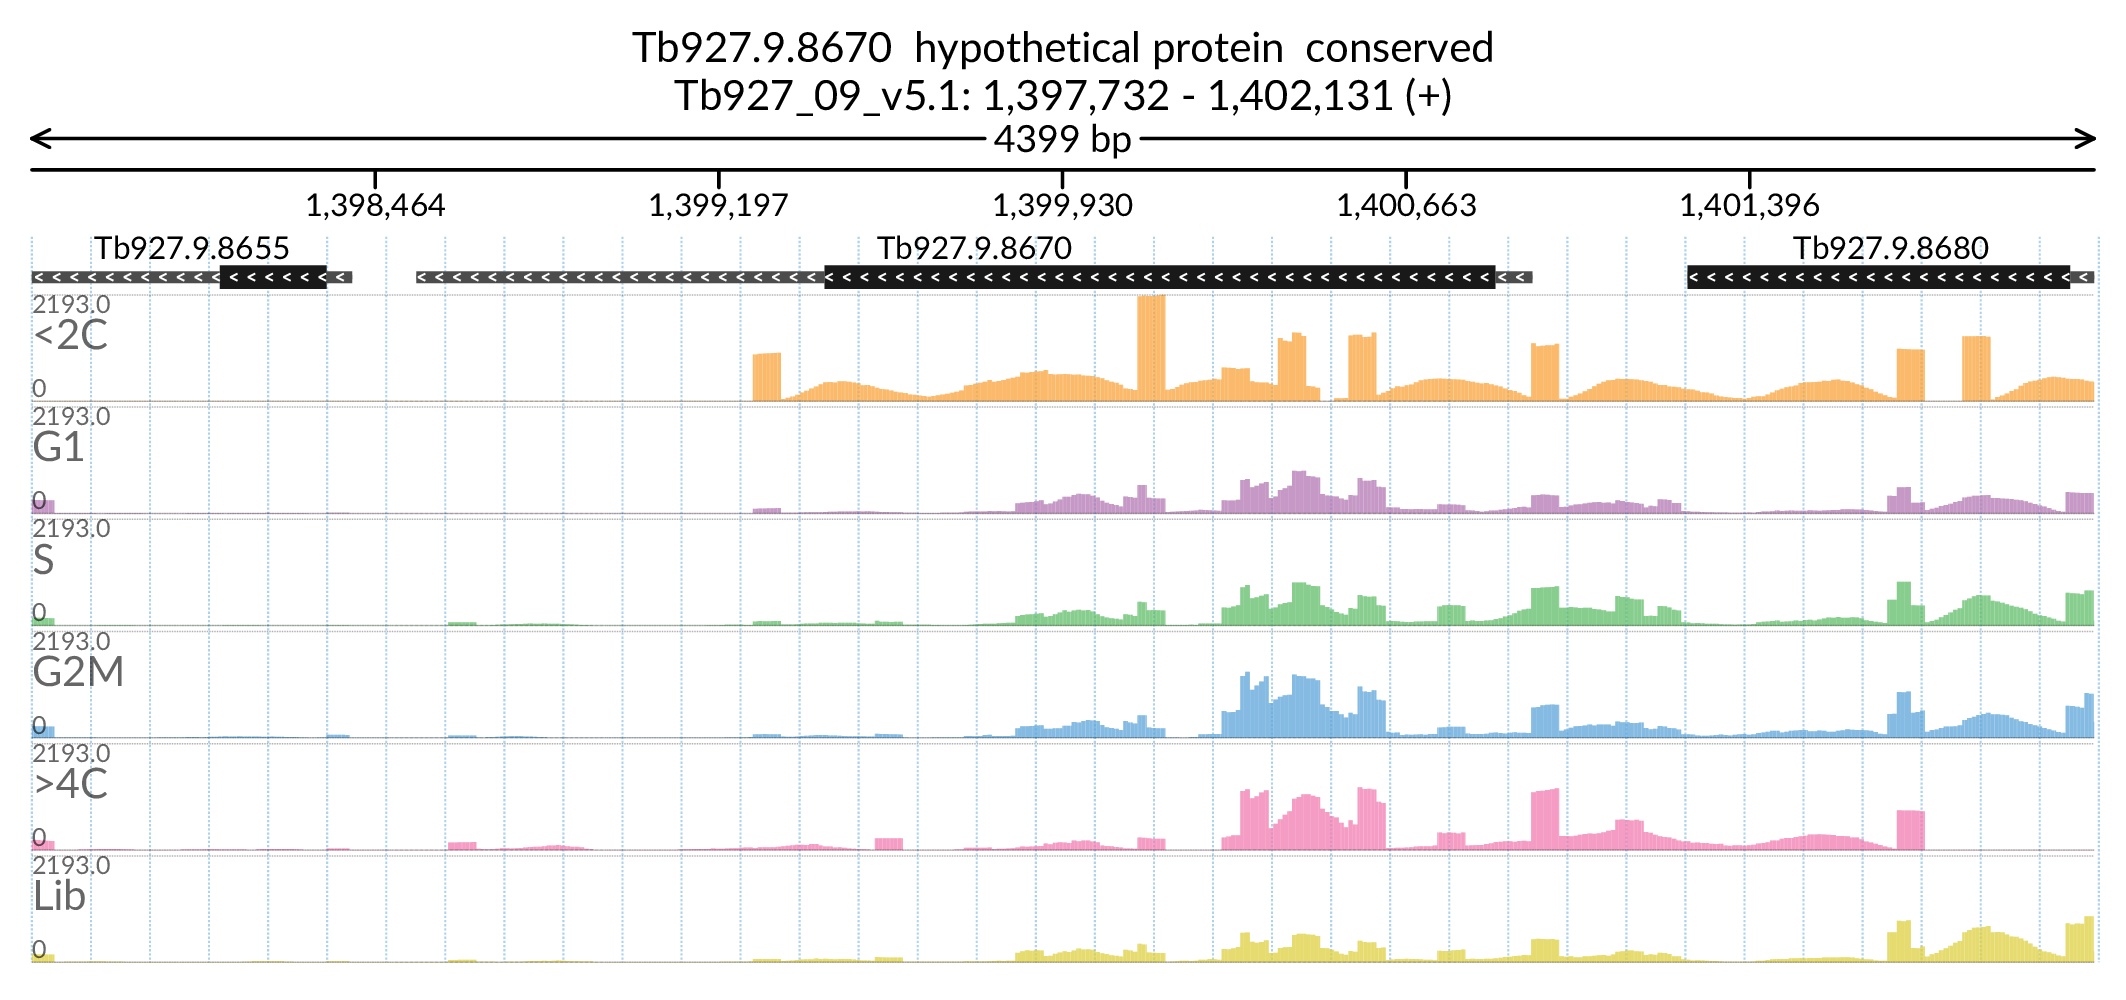 Tb927.9.8670  hypothetical protein  conserved
Tb927_09_v5.1: 1,397,732 - 1,402,131 (+)
4399 bp
1,398,464 1,399,197 1,399,930 1,400,663 1,401,396
Tb927.9.8655 Tb927.9.8670 Tb927.9.8680
2193.0
<2C
0
2193.0
G1
0
2193.0
S
0
2193.0
G2M
0
2193.0
>4C
0
2193.0
Lib
0